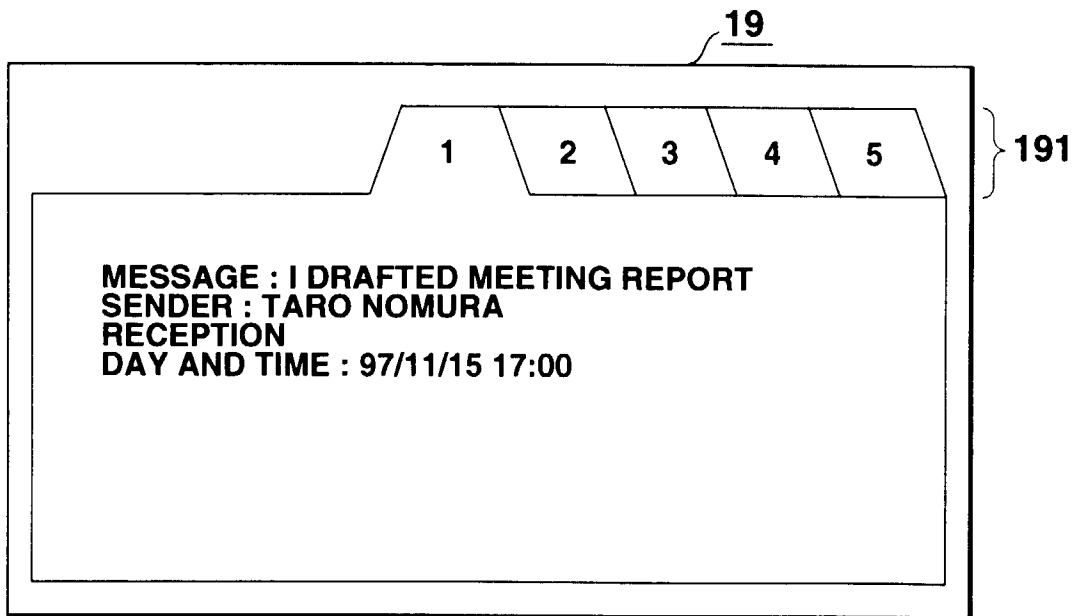 19
191
1 2 3 4 5
MESSAGE : I DRAFTED MEETING REPORT
SENDER : TARO NOMURA
RECEPTION
DAY AND TIME : 97/11/15 17:00